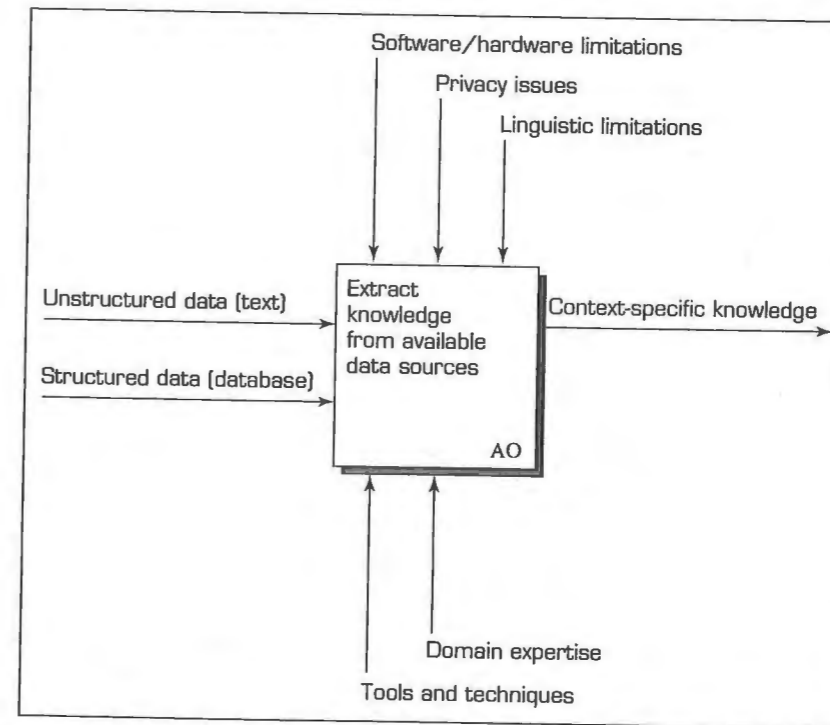 Software/hardware limitations
Privacy issues
Linguistic limitations
Unstructured data (text)
Structured data (database)
Extract
knowledge
from available
data sources
AO
Context-specific knowledge
Domain expertise
Tools and techniques